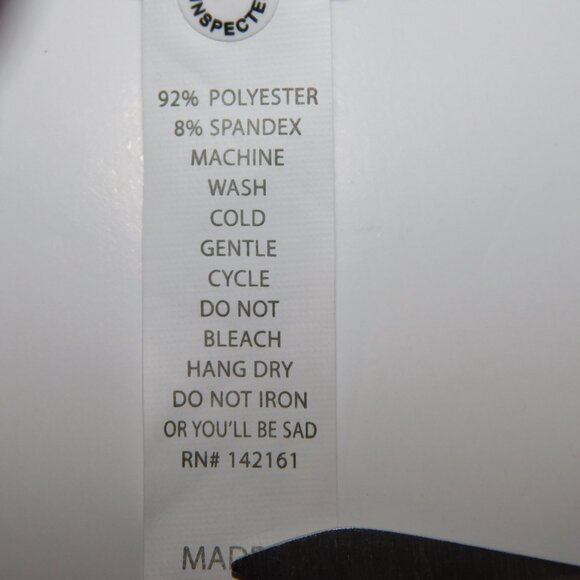 92% POLYESTER
8% SPANDEX
MACHINE
WASH
COLD
GENTLE
CYCLE
DO NOT
BLEACH
HANG DRY
DO NOT IRON
OR YOU'LL BE SAD
RN# 142161